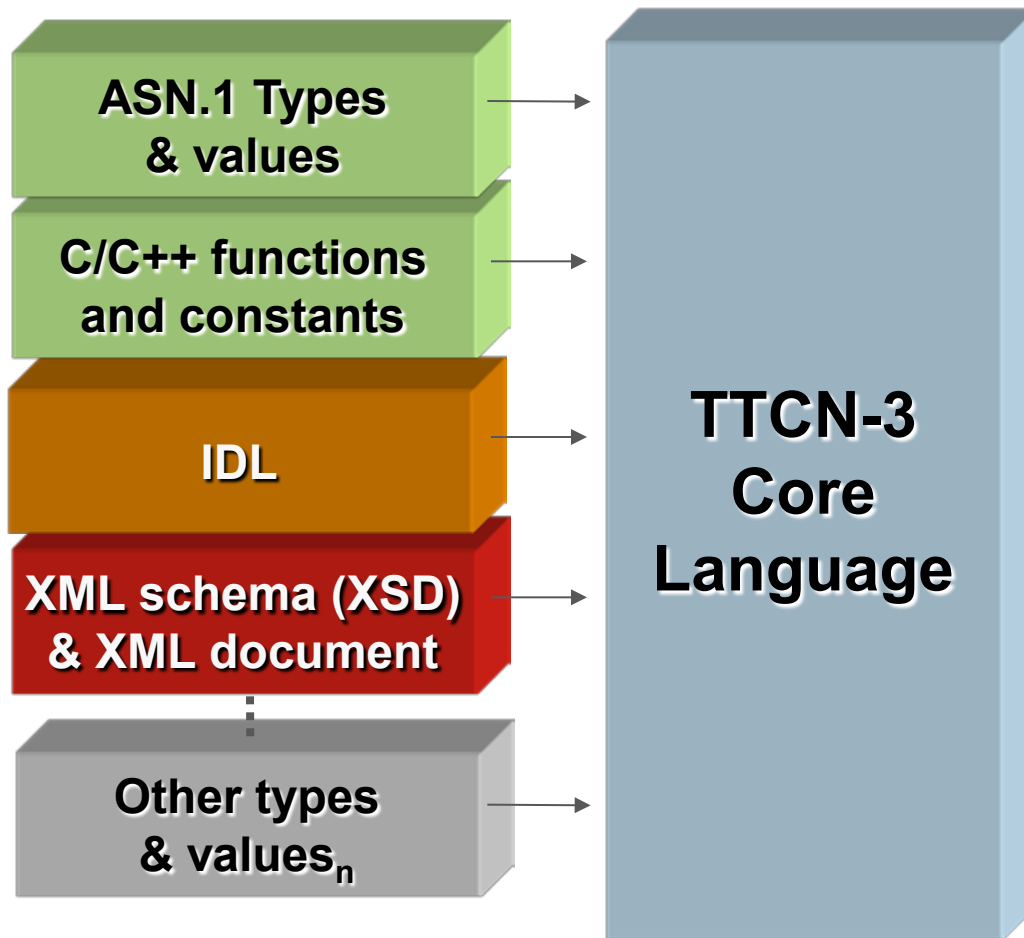 ASN.1 Types
& values
C/C++ functions
and constants
IDL
XML schema (XSD)
& XML document
Other types
& valuesn
TTCN-3
Core
Language